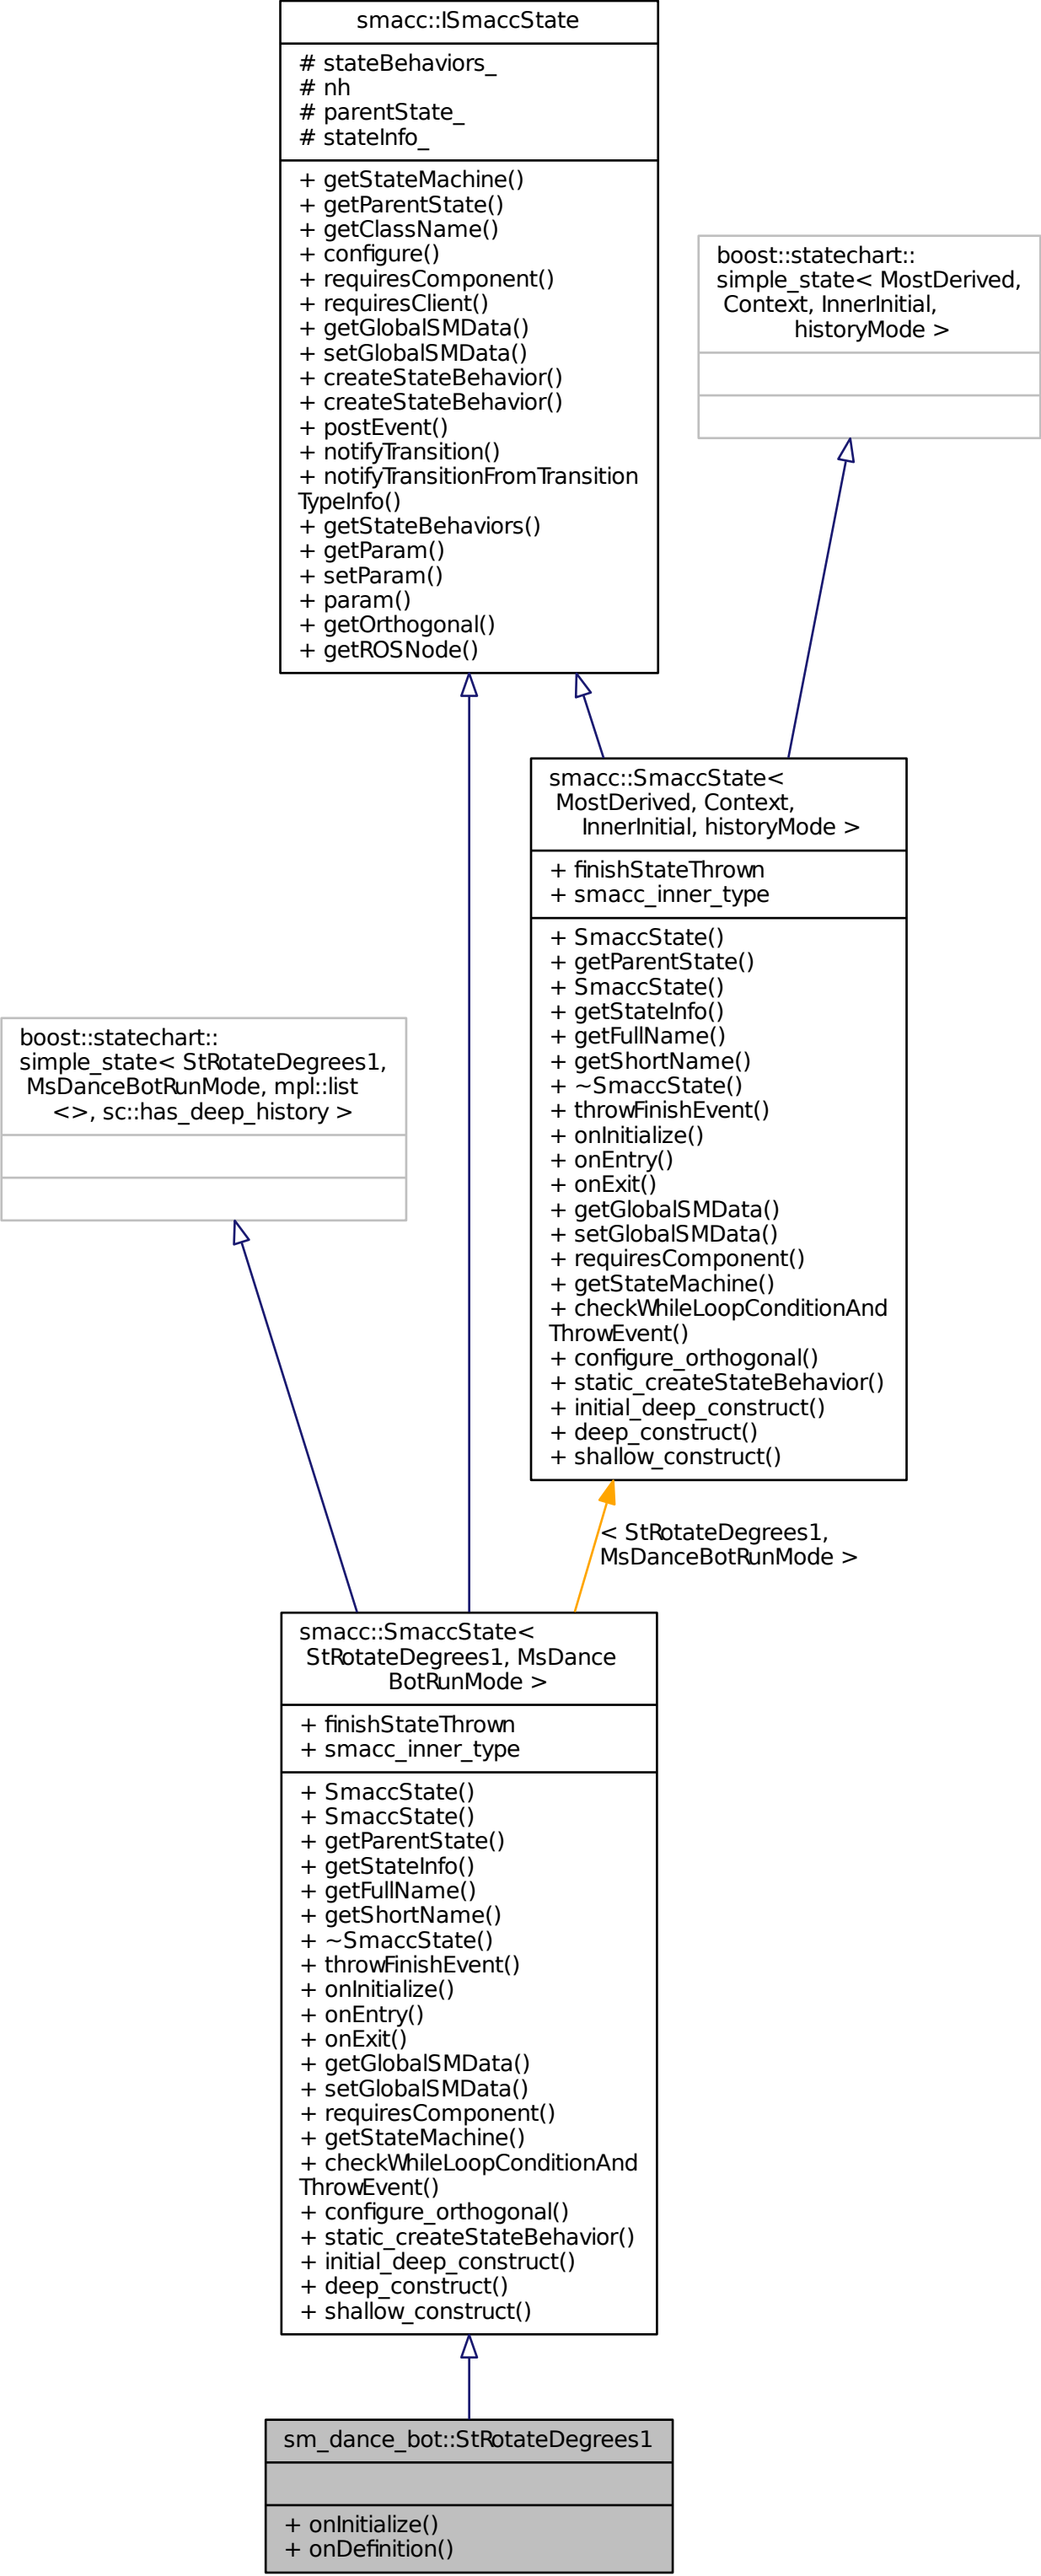 smacc::ISmaccState
# stateBehaviors_
# nh
# parentState_
# stateInfo_
+ getStateMachine()
+ getParentState()
+ getClassName()
+ configure()
+ requiresComponent()
+ requiresClient()
+ getGlobalSMData()
+ setGlobalSMData()
+ createStateBehavior()
+ createStateBehavior()
+ postEvent()
+ notifyTransition()
+ notifyTransitionFromTransition
TypeInfo()
+ getStateBehaviors()
+ getParam()
+ setParam()
+ param()
+ getOrthogonal()
+ getROSNode()
boost::statechart::
simple_state< MostDerived,
Context, InnerInitial,
historyMode >
smacc::SmaccState<
MostDerived, Context,
InnerInitial, historyMode >
+ finishStateThrown
+ smacc_inner_type
+ SmaccState()
+ getParentState()
+ SmaccState()
+ getStateInfo()
+ getFullName()
+ getShortName()
+ ~SmaccState()
+ throwFinishEvent()
+ onInitialize()
+ onEntry()
+ onExit()
+ getGlobalSMData()
+ setGlobalSMData()
+ requiresComponent()
+ getStateMachine()
+ checkWhileLoopConditionAnd
ThrowEvent()
+ configure_orthogonal()
+ static_createStateBehavior()
+ initial_deep_construct()
+ deep_construct()
+ shallow_construct()
boost::statechart::
simple_state< StRotateDegrees1,
MsDanceBotRunMode, mpl::list
<>, sc::has_deep_history >
< StRotateDegrees1,
MsDanceBotRunMode >
smacc::SmaccState<
StRotateDegrees1, MsDance
BotRunMode >
+ finishStateThrown
+ smacc_inner_type
+ SmaccState()
+ SmaccState()
+ getParentState()
+ getStateInfo()
+ getFullName()
+ getShortName()
+ ~SmaccState()
+ throwFinishEvent()
+ onInitialize()
+ onEntry()
+ onExit()
+ getGlobalSMData()
+ setGlobalSMData()
+ requiresComponent()
+ getStateMachine()
+ checkWhileLoopConditionAnd
ThrowEvent()
+ configure_orthogonal()
+ static_createStateBehavior()
+ initial_deep_construct()
+ deep_construct()
+ shallow_construct()
sm_dance_bot::StRotateDegrees1
+ onInitialize()
+ onDefinition()